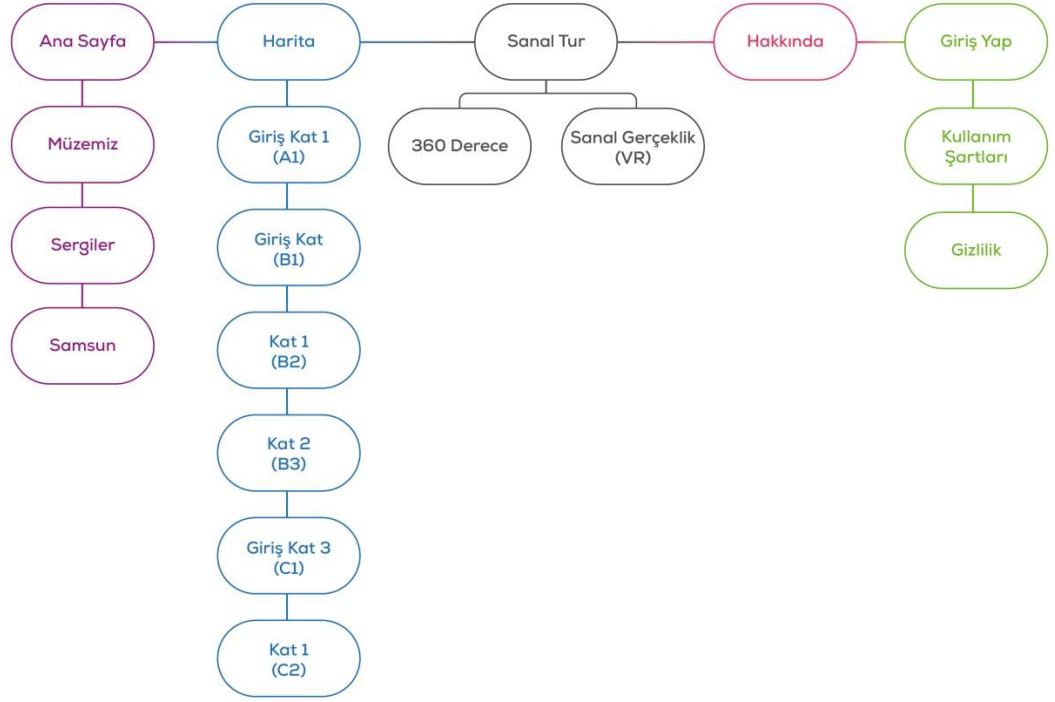 Ana Sayfa
Harita
Sanal Tur
Hakkında
Giriş Yap
Müzemiz
Sergiler
Samsun
Giriş Kat 1
(A1)
Giriş Kat
(B1)
Kat 1
(B2)
Kat 2
(B3)
Giriş Kat 3
(C1)
Kat 1
(C2)
360 Derece
Sanal Gerçeklik
(VR)
Kullanım
Şartları
Gizlilik